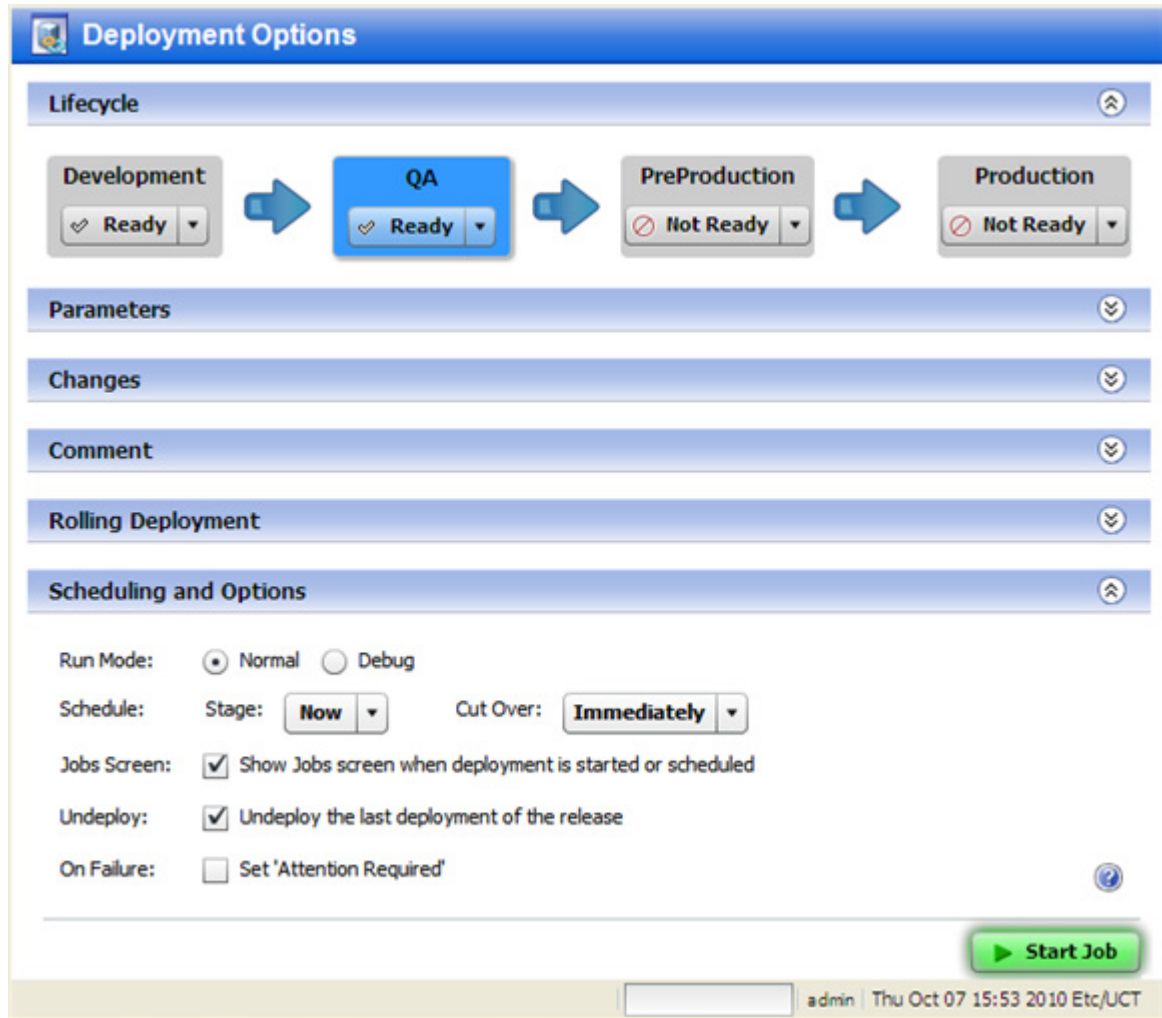 Deployment Options
Lifecycle
Development
QA
PreProduction
Production
Ready
Ready
Not Ready
Not Ready
Parameters
Changes
Comment
Rolling Deployment
Scheduling and Options
Run Mode: Normal Debug
Schedule: Stage: Now Cut Over: Immediately
Jobs Screen: Show Jobs screen when deployment is started or scheduled
Undeploy: Undeploy the last deployment of the release
On Failure: Set 'Attention Required'
Start Job
admin Thu Oct 07 15:53 2010 Etc/UCT